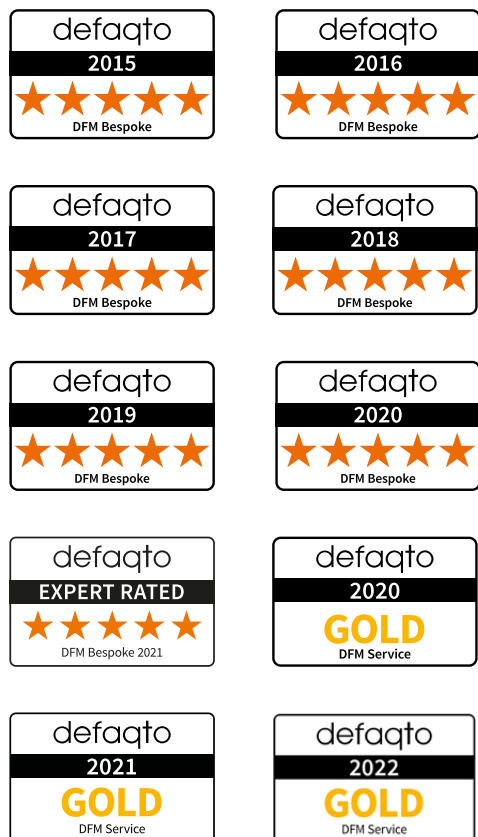 defaqto
2015
DFM Bespoke
defaqto
2016
DFM Bespoke
defaqto
2017
DFM Bespoke
defaqto
2018
DFM Bespoke
defaqto
2019
DFM Bespoke
defaqto
2020
DFM Bespoke
defaqto
EXPERT RATED
DFM Bespoke 2021
defaqto
2020
GOLD
DFM Service
defaqto
2021
GOLD
DFM Service
defaqto
2022
GOLD
DFM Service